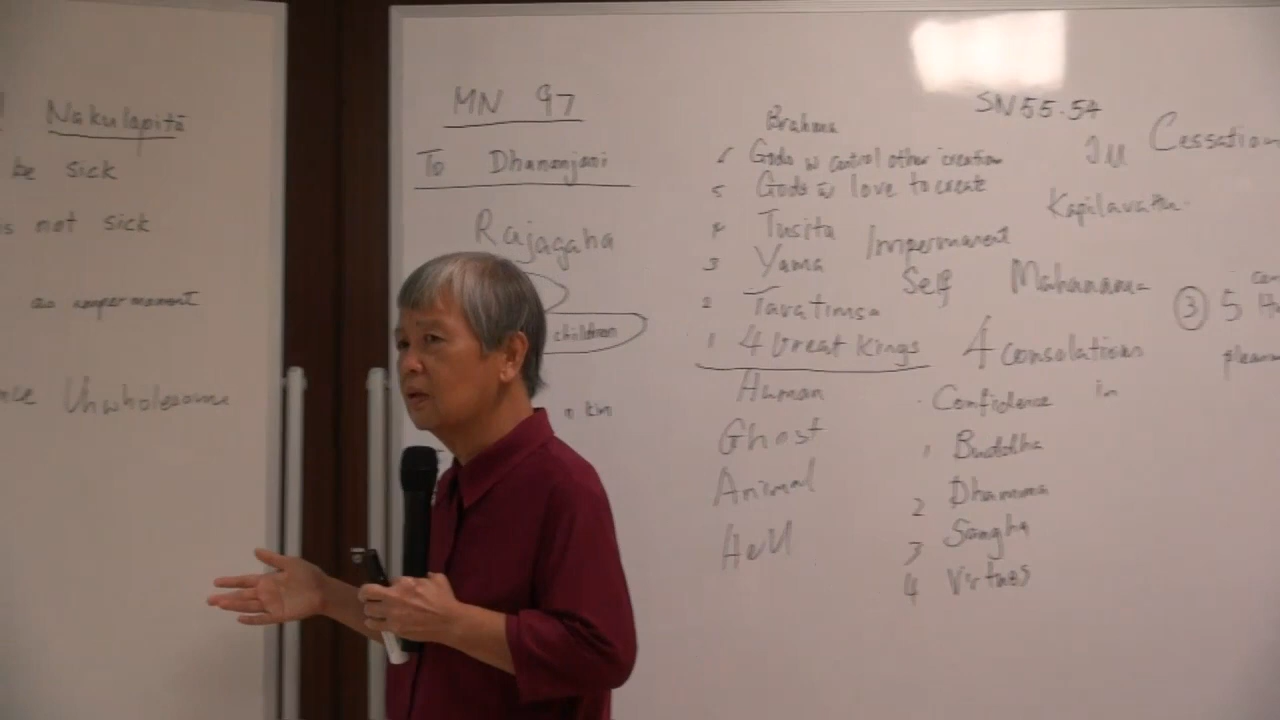 Nakulapitā
be sick
is not sick
as impermanent
Unwholesome
MN 97
To Dhananjani
Rajagaha
children
kin
Brahma
6 Gods w control other creation
5 Gods w love to create
4 Tusita
3 Yama
2 Tavatimsa
1 4 Great Kings
Human
Ghost
Animal
Hell
SN 55.54
Ill
Cessation
Kapilavatthu
Impermanent
Self
Mahanama
4 consolations
Confidence in
1 Buddha
2 Dhamma
3 Sangha
4 Virtues
③ 5